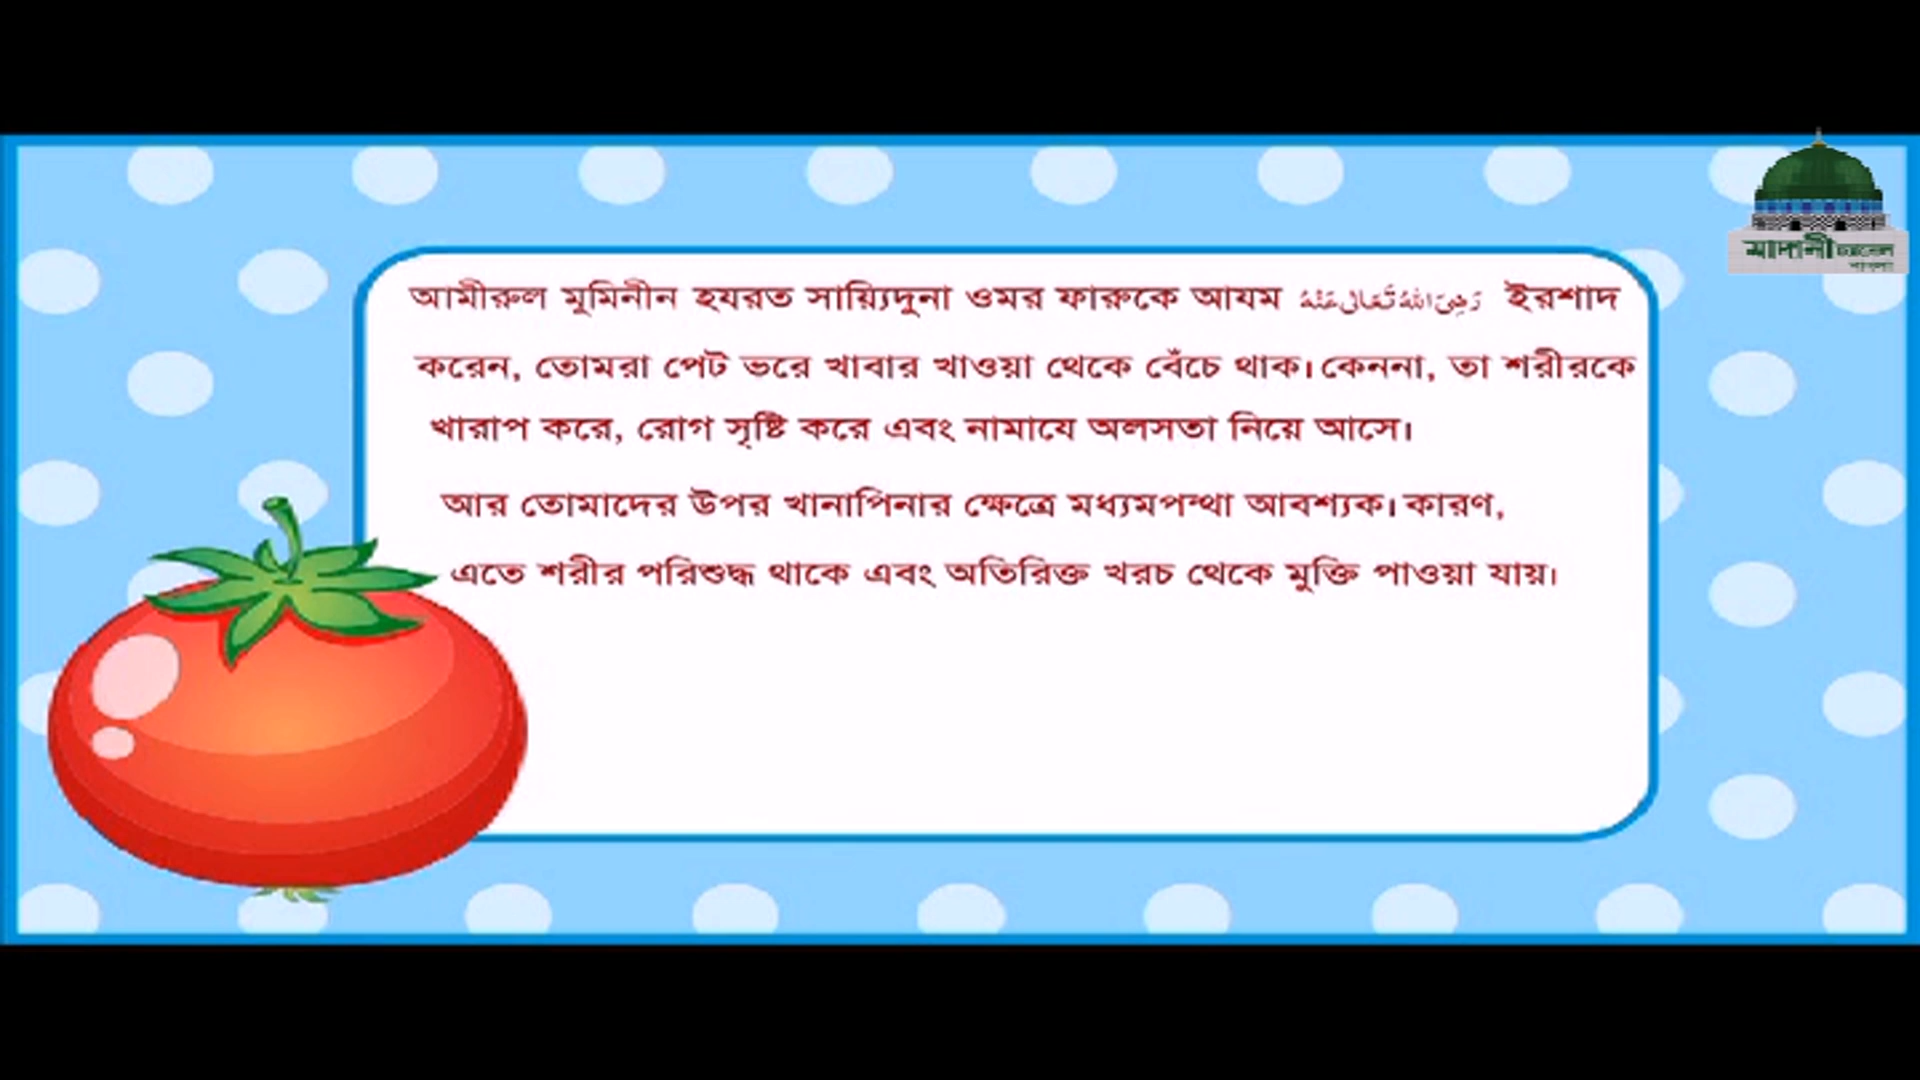 আমীরুল মুমিনীন হযরত সায়্যিদুনা ওমর ফারুকে আযম رَضِیَ اللهُ تَعَالٰی عَنْهُ ইরশাদ
করেন, তোমরা পেট ভরে খাবার খাওয়া থেকে বেঁচে থাক। কেননা, তা শরীরকে
খারাপ করে, রোগ সৃষ্টি করে এবং নামাযে অলসতা নিয়ে আসে।
আর তোমাদের উপর খানাপিনার ক্ষেত্রে মধ্যমপন্থা আবশ্যক। কারণ,
এতে শরীর পরিশুদ্ধ থাকে এবং অতিরিক্ত খরচ থেকে মুক্তি পাওয়া যায়।
মাদানী চ্যানেল
বাংলা